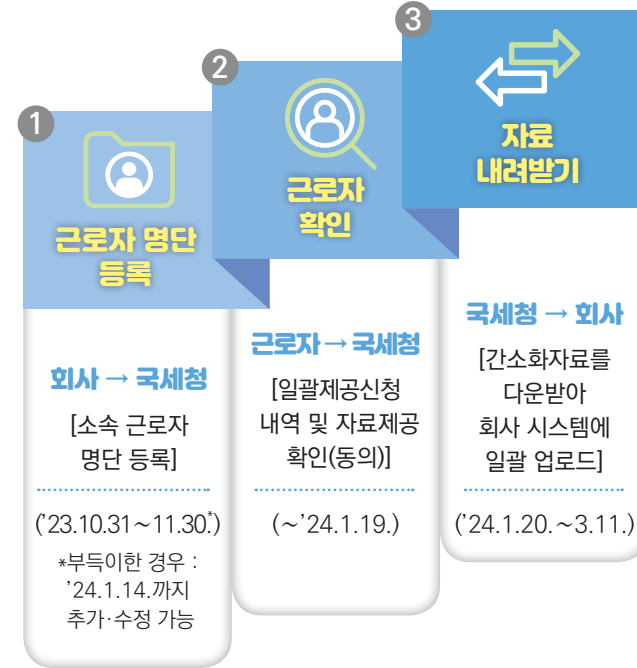 1
근로자 명단
등록
회사 → 국세청
[소속 근로자
명단 등록]
(’23.10.31~11.30.*)
*부득이한 경우 :
’24.1.14.까지
추가·수정 가능
2
근로자
확인
근로자 → 국세청
[일괄제공신청
내역 및 자료제공
확인(동의)]
(~’24.1.19.)
3
자료
내려받기
국세청 → 회사
[간소화자료를
다운받아
회사 시스템에
일괄 업로드]
(’24.1.20.~3.11.)